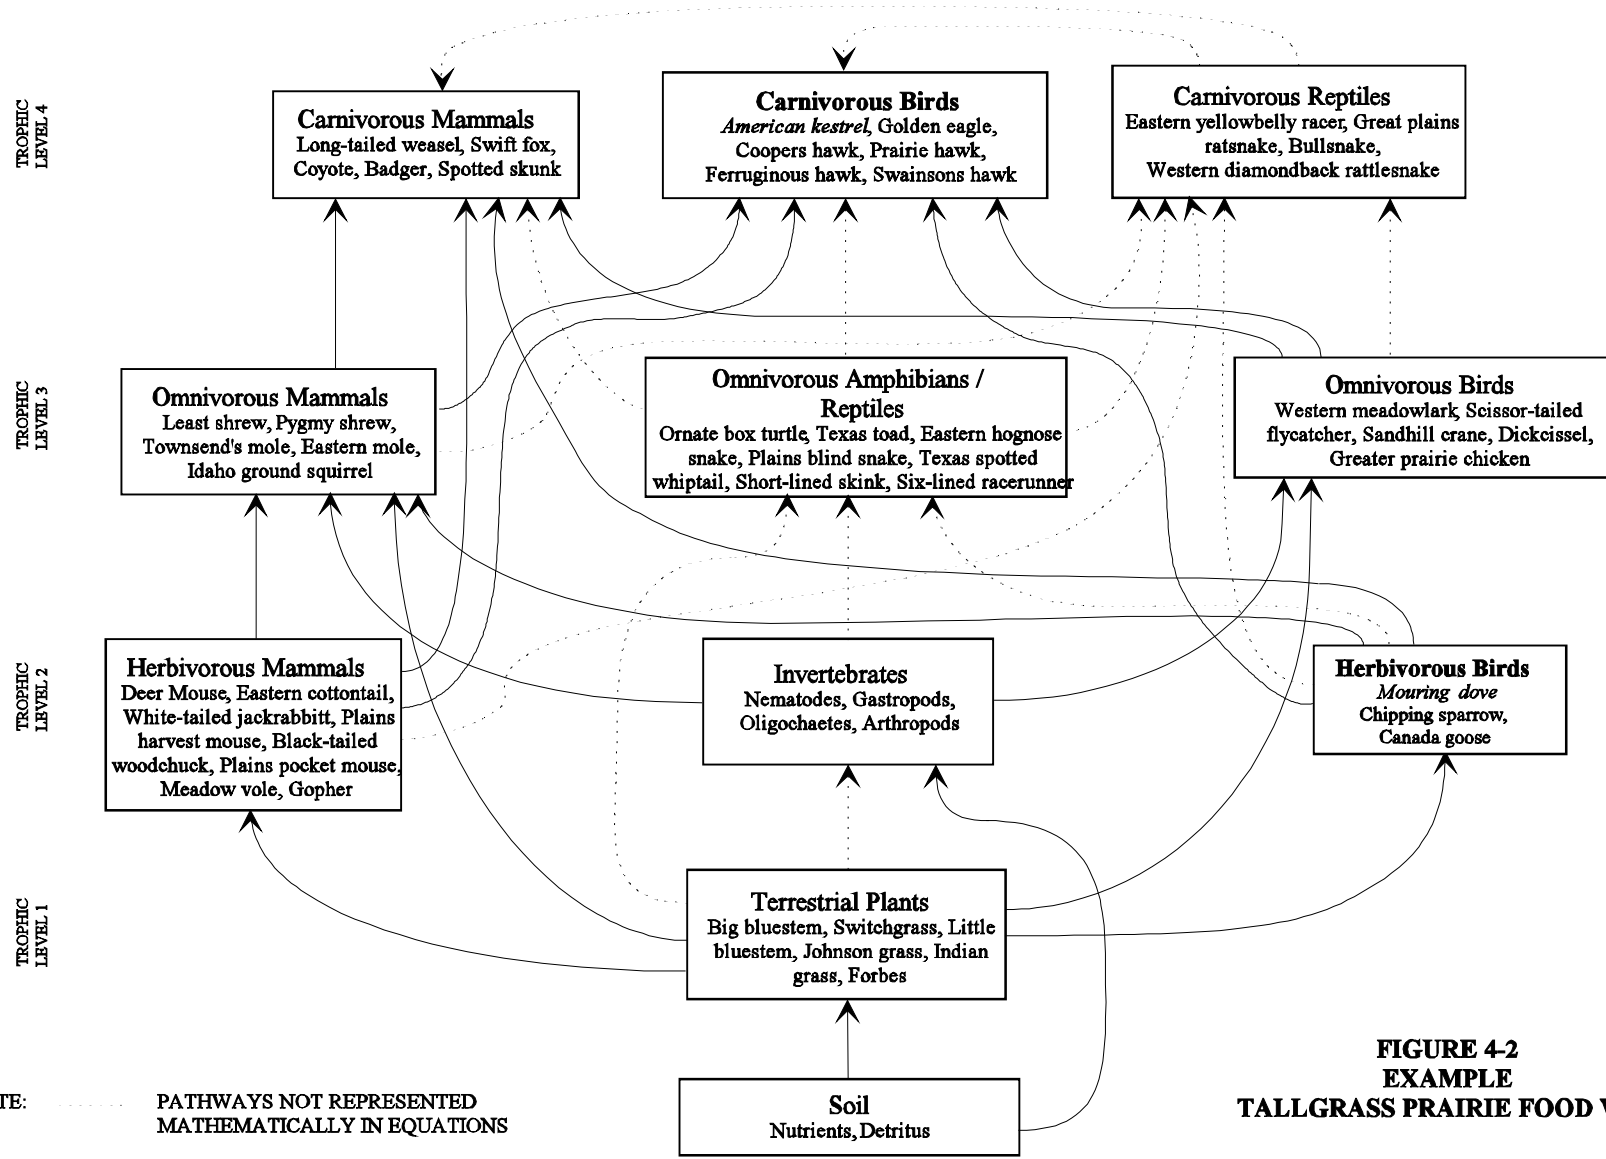 TROPHIC
LEVEL 4
Carnivorous Mammals
Long-tailed weasel, Swift fox,
Coyote, Badger, Spotted skunk
Carnivorous Birds
American kestrel, Golden eagle,
Coopers hawk, Prairie hawk,
Ferruginous hawk, Swainsons hawk
Carnivorous Reptiles
Eastern yellowbelly racer, Great plains
ratsnake, Bullsnake,
Western diamondback rattlesnake
TROPHIC
LEVEL 3
Omnivorous Mammals
Least shrew, Pygmy shrew,
Townsend's mole, Eastern mole,
Idaho ground squirrel
Omnivorous Amphibians /
Reptiles
Ornate box turtle, Texas toad, Eastern hognose
snake, Plains blind snake, Texas spotted
whiptail, Short-lined skink, Six-lined racerunner
Omnivorous Birds
Western meadowlark, Scissor-tailed
flycatcher, Sandhill crane, Dickcissel,
Greater prairie chicken
TROPHIC
LEVEL 2
Herbivorous Mammals
Deer Mouse, Eastern cottontail,
White-tailed jackrabbitt, Plains
harvest mouse, Black-tailed
woodchuck, Plains pocket mouse,
Meadow vole, Gopher
Invertebrates
Nematodes, Gastropods,
Oligochaetes, Arthropods
Herbivorous Birds
Mouring dove
Chipping sparrow,
Canada goose
TROPHIC
LEVEL 1
Terrestrial Plants
Big bluestem, Switchgrass, Little
bluestem, Johnson grass, Indian
grass, Forbes
Soil
Nutrients, Detritus
TE:
PATHWAYS NOT REPRESENTED
MATHEMATICALLY IN EQUATIONS
FIGURE 4-2
EXAMPLE
TALLGRASS PRAIRIE FOOD